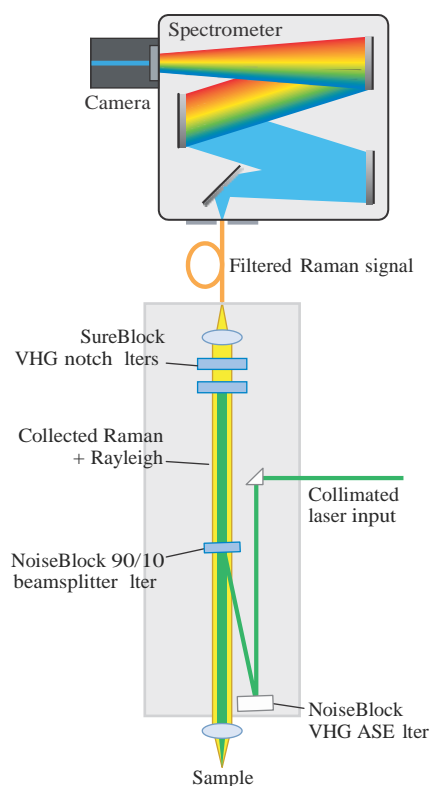 Spectrometer
Camera
Filtered Raman signal
SureBlock
VHG notch lters
Collected Raman
+ Rayleigh
Collimated
laser input
NoiseBlock 90/10
beamsplitter lter
NoiseBlock
VHG ASE lter
Sample